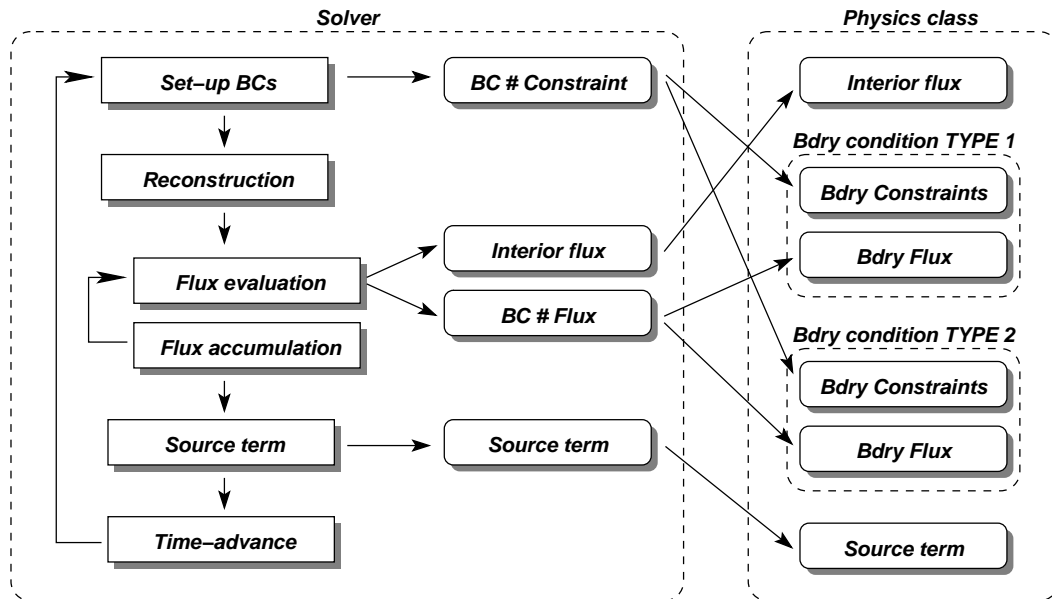 Solver
Physics class
Set–up BCs
BC # Constraint
Interior flux
Bdry condition TYPE 1
Reconstruction
Bdry Constraints
Interior flux
Bdry Flux
Flux evaluation
BC # Flux
Flux accumulation
Bdry condition TYPE 2
Bdry Constraints
Source term
Source term
Bdry Flux
Time–advance
Source term